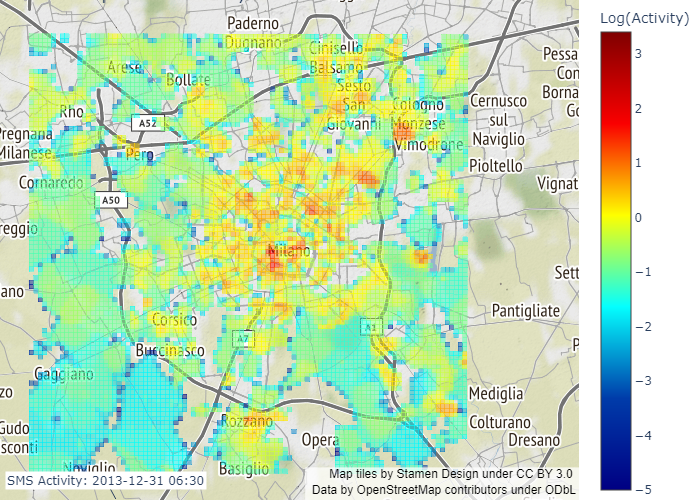 Log(Activity)
3
2
1
0
−1
−2
−3
−4
−5
Paderno
Dugnano
Cinisello
Balsamo
Arese
Bollate
Sesto
San
Giovanni
Cologno
Monzese
Vimodrone
Cernusco
sul
Naviglio
Pioltello
Pessa
Con
Borna
Go
Rho
A52
Pregnana
Milanese
Pero
Cornaredo
A50
Vignat
reggio
Milano
Sett
ano
Pantigliate
Corsico
A7
A1
Buccinasco
P
Gaggiano
zo
Mediglia
Colturano
Dresano
Rozzano
Gudo
sconti
Opera
Noviglio
Basiglio
SMS Activity: 2013-12-31 06:30
Map tiles by Stamen Design under CC BY 3.0
Data by OpenStreetMap contributors under ODbL